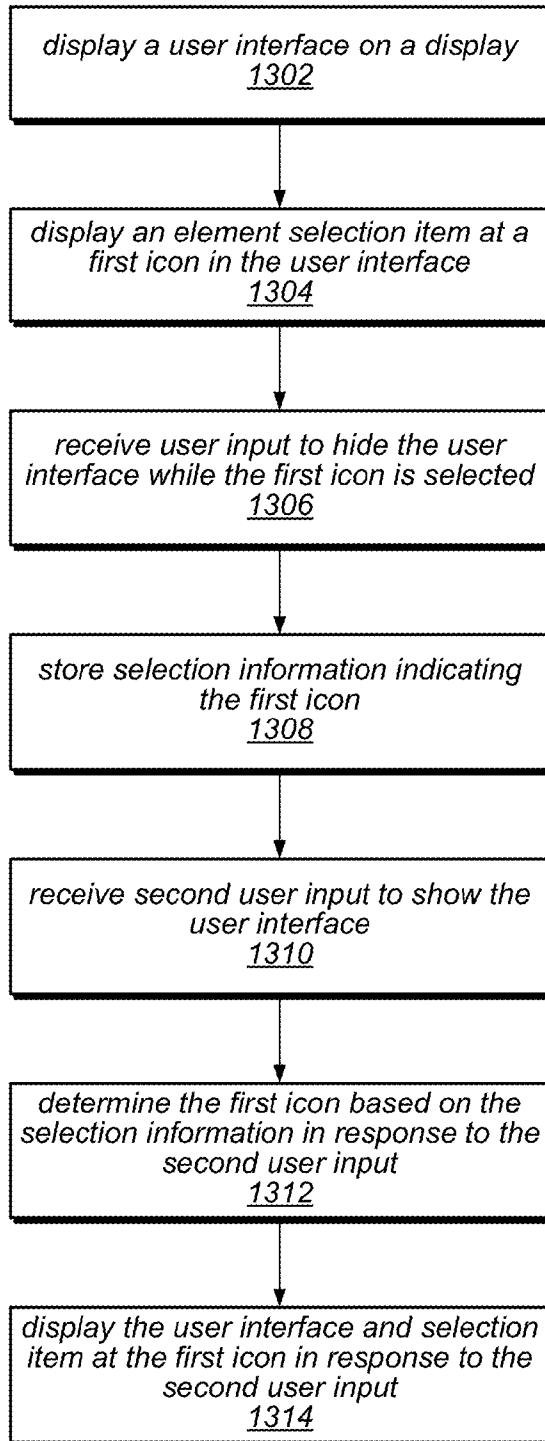 display a user interface on a display
1302
display an element selection item at a
first icon in the user interface
1304
receive user input to hide the user
interface while the first icon is selected
1306
store selection information indicating
the first icon
1308
receive second user input to show the
user interface
1310
determine the first icon based on the
selection information in response to the
second user input
1312
display the user interface and selection
item at the first icon in response to the
second user input
1314